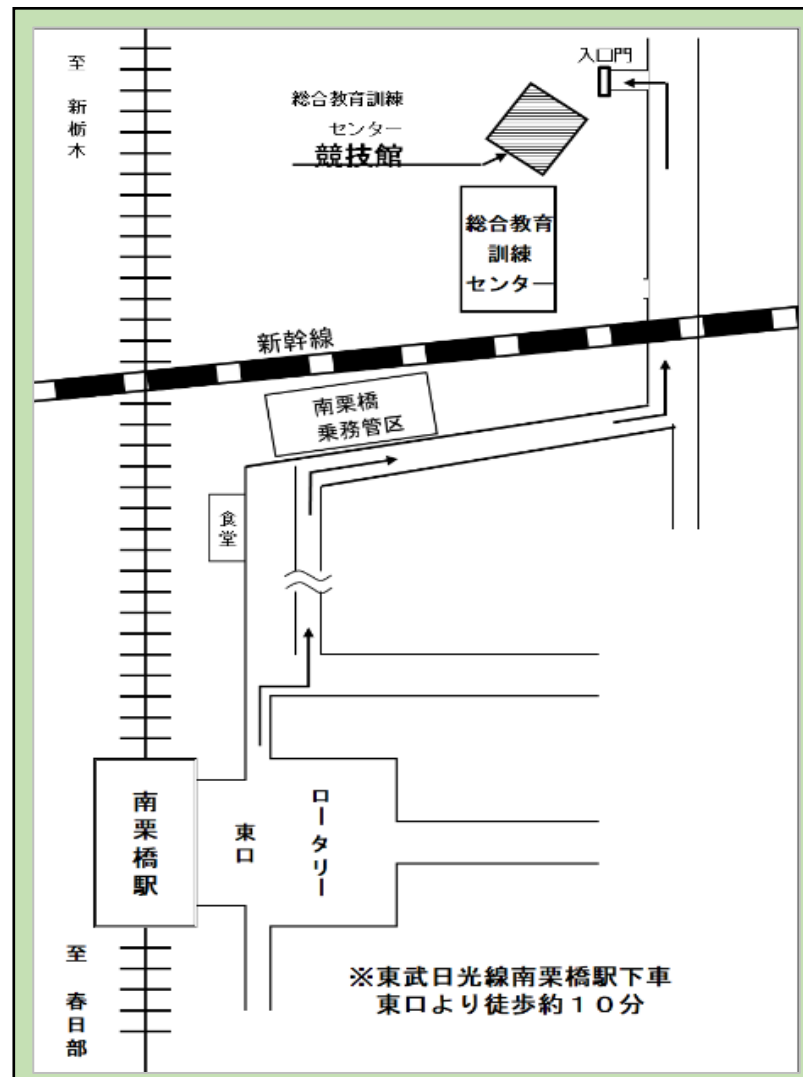 至 新栃木
入口門
総合教育訓練
センター
競技館
総合教育
訓練
センター
新幹線
南栗橋
乗務管区
食堂
南栗橋駅
東口
ロータリー
至 春日部
※東武日光線南栗橋駅下車
東口より徒歩約１０分